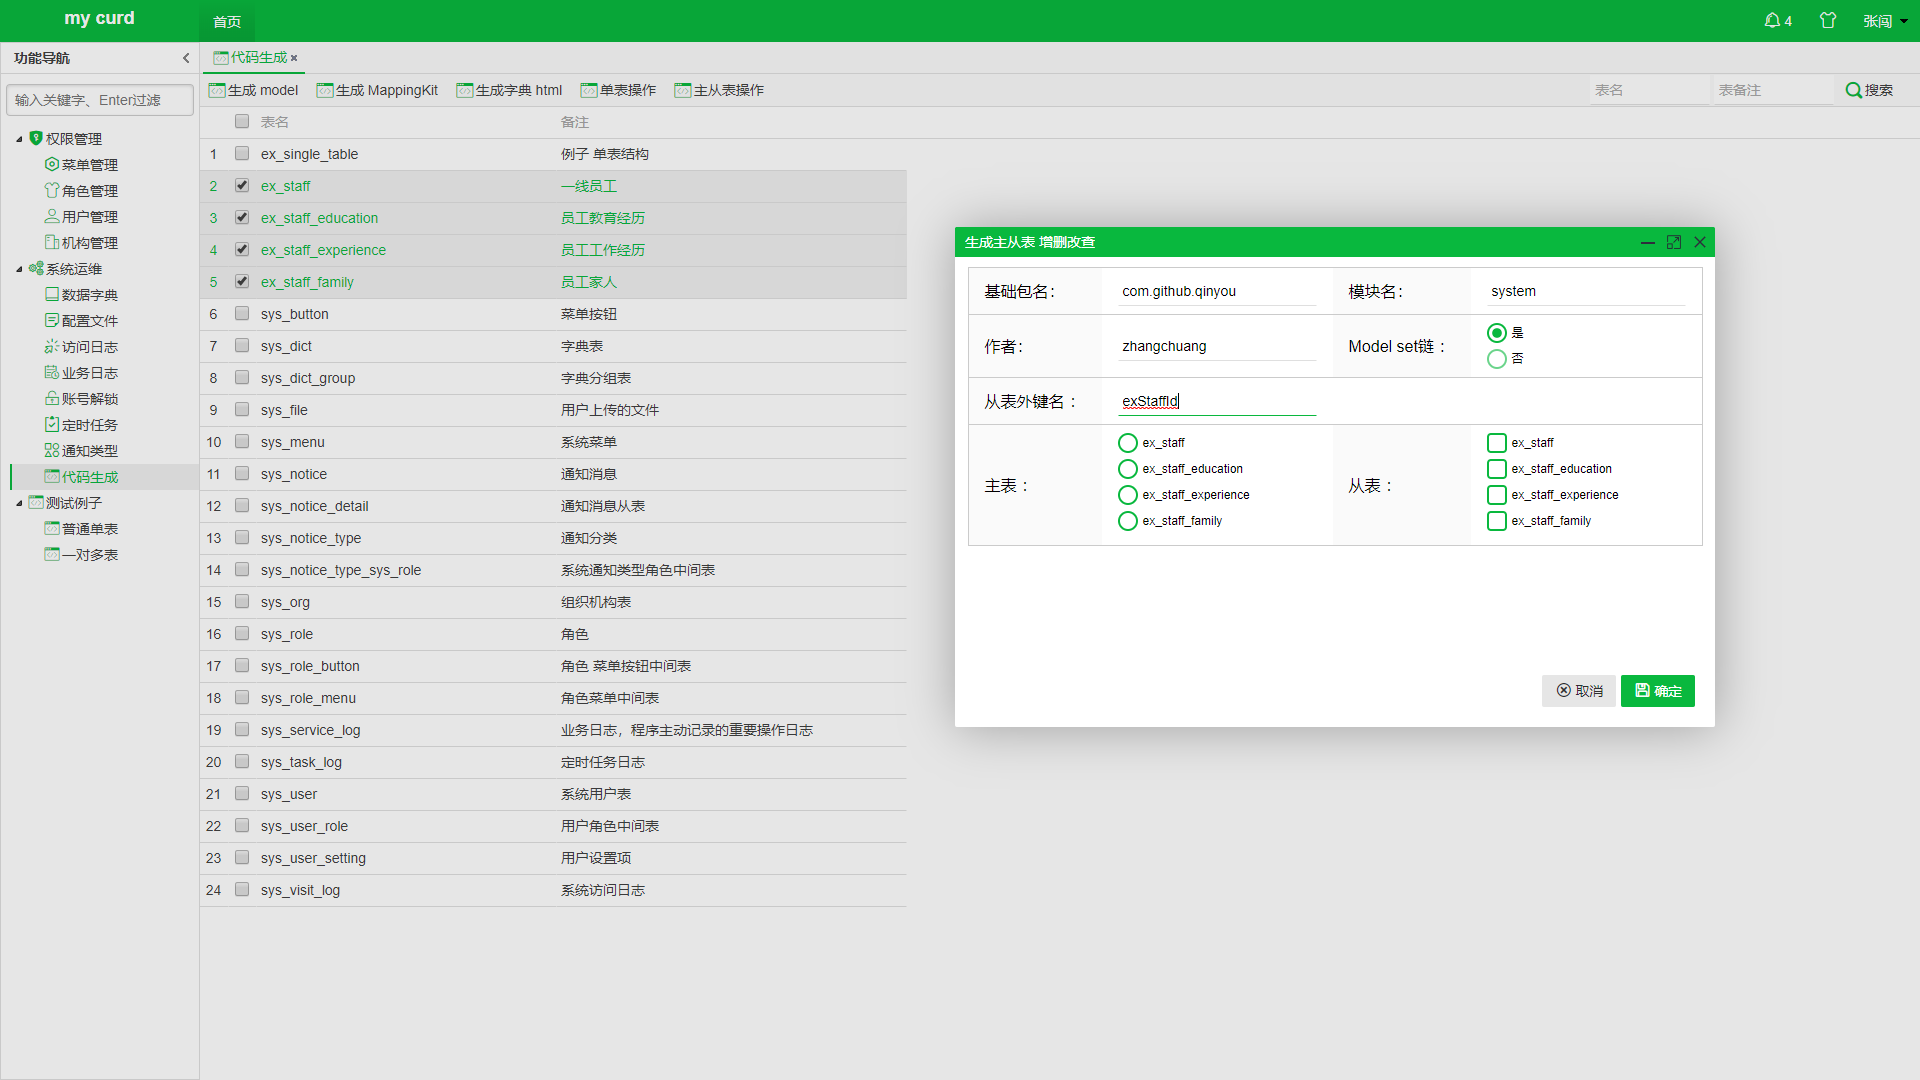 my curd
首页
4
张闯
功能导航
代码生成
输入关键字、Enter过滤
生成 model
生成 MappingKit
生成字典 html
单表操作
主从表操作
表名
表备注
搜索
权限管理
菜单管理
角色管理
用户管理
机构管理
系统运维
数据字典
配置文件
访问日志
业务日志
账号解锁
定时任务
通知类型
代码生成
测试例子
普通单表
一对多表
表名 备注
1 ex_single_table 例子 单表结构
2 ex_staff 一线员工
3 ex_staff_education 员工教育经历
4 ex_staff_experience 员工工作经历
5 ex_staff_family 员工家人
6 sys_button 菜单按钮
7 sys_dict 字典表
8 sys_dict_group 字典分组表
9 sys_file 用户上传的文件
10 sys_menu 系统菜单
11 sys_notice 通知消息
12 sys_notice_detail 通知消息从表
13 sys_notice_type 通知分类
14 sys_notice_type_sys_role 系统通知类型角色中间表
15 sys_org 组织机构表
16 sys_role 角色
17 sys_role_button 角色 菜单按钮中间表
18 sys_role_menu 角色菜单中间表
19 sys_service_log 业务日志，程序主动记录的重要操作日志
20 sys_task_log 定时任务日志
21 sys_user 系统用户表
22 sys_user_role 用户角色中间表
23 sys_user_setting 用户设置项
24 sys_visit_log 系统访问日志
生成主从表 增删改查
基础包名： com.github.qinyou 模块名： system
作者： zhangchuang Model set链： 是
否
从表外键名： exStaffId
主表：
ex_staff
ex_staff_education
ex_staff_experience
ex_staff_family
从表：
ex_staff
ex_staff_education
ex_staff_experience
ex_staff_family
取消
确定